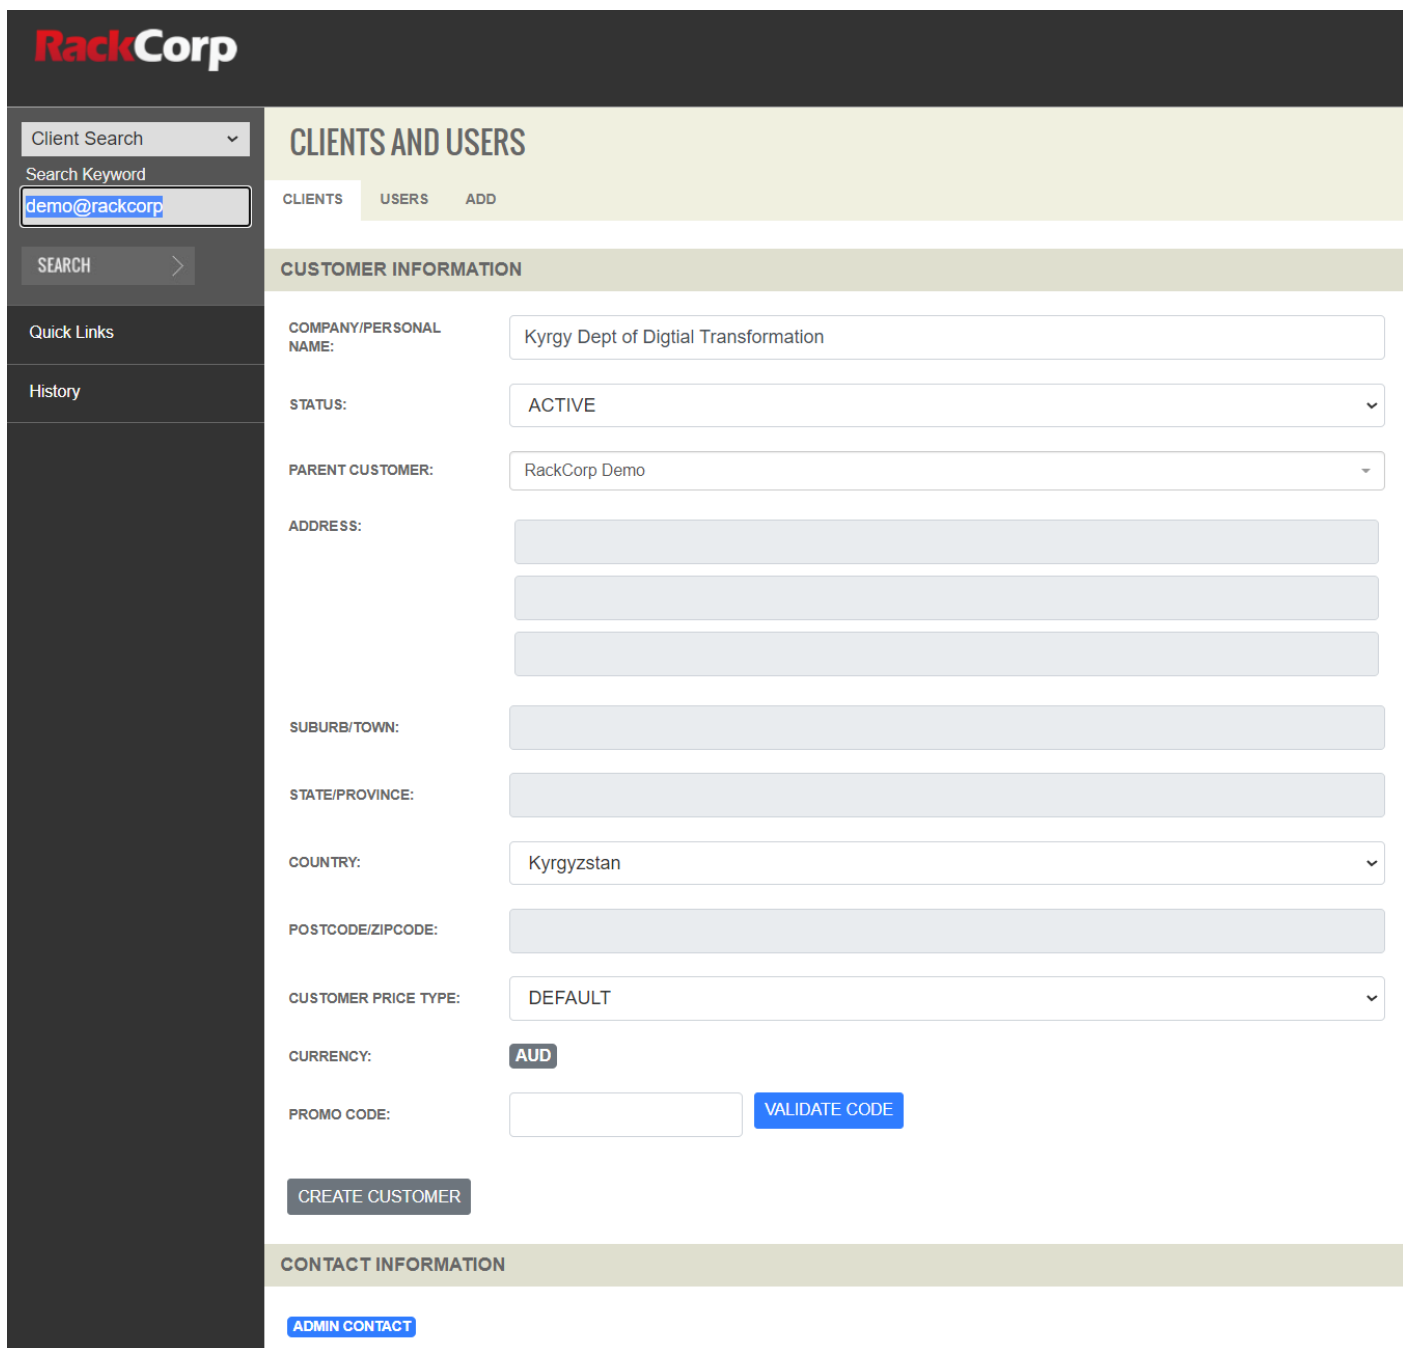 RackCorp
Client Search
Search Keyword
demo@rackcorp
SEARCH
Quick Links
History
CLIENTS AND USERS
CLIENTS USERS ADD
CUSTOMER INFORMATION
COMPANY/PERSONAL
NAME:
Kyrgy Dept of Digtial Transformation
STATUS:
ACTIVE
PARENT CUSTOMER:
RackCorp Demo
ADDRESS:
SUBURB/TOWN:
STATE/PROVINCE:
COUNTRY:
Kyrgyzstan
POSTCODE/ZIPCODE:
CUSTOMER PRICE TYPE:
DEFAULT
CURRENCY:
AUD
PROMO CODE:
VALIDATE CODE
CREATE CUSTOMER
CONTACT INFORMATION
ADMIN CONTACT